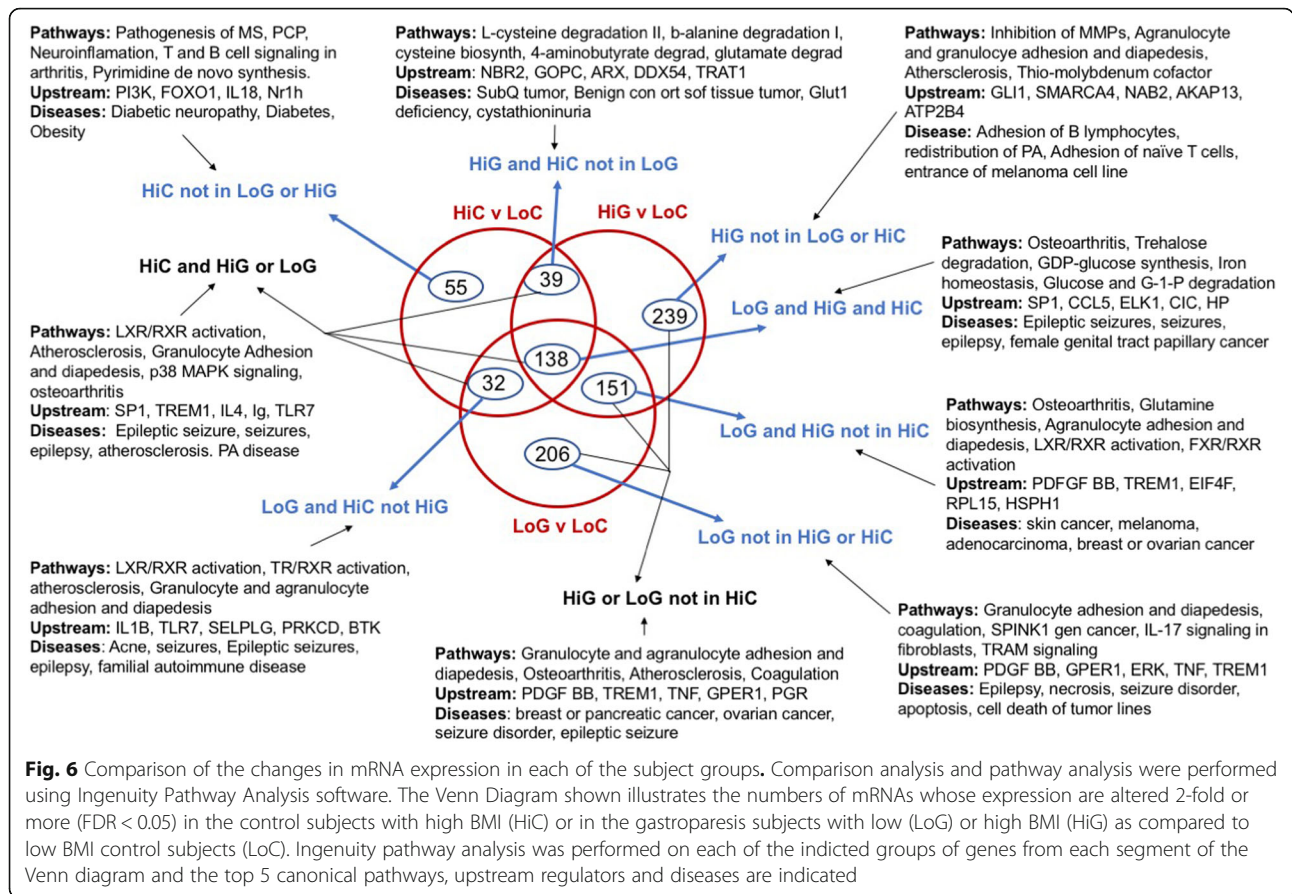 Pathways: Pathogenesis of MS, PCP,
Neuroinflamation, T and B cell signaling in
arthritis, Pyrimidine de novo synthesis.
Upstream: PI3K, FOXO1, IL18, Nr1h
Diseases: Diabetic neuropathy, Diabetes,
Obesity
Pathways: L-cysteine degradation II, b-alanine degradation I,
cysteine biosynth, 4-aminobutyrate degrad, glutamate degrad
Upstream: NBR2, GOPC, ARX, DDX54, TRAT1
Diseases: SubQ tumor, Benign con ort sof tissue tumor, Glut1
deficiency, cystathioninuria
Pathways: Inhibition of MMPs, Agranulocyte
and granulocye adhesion and diapedesis,
Athersclerosis, Thio-molybdenum cofactor
Upstream: GLI1, SMARCA4, NAB2, AKAP13,
ATP2B4
Disease: Adhesion of B lymphocytes,
redistribution of PA, Adhesion of naïve T cells,
entrance of melanoma cell line
HiC not in LoG or HiG
HiG and HiC not in LoG
HiC v LoC
HiG v LoC
HiG not in LoG or HiC
HiC and HiG or LoG
55
39
239
LoG and HiG and HiC
Pathways: Osteoarthritis, Trehalose
degradation, GDP-glucose synthesis, Iron
homeostasis, Glucose and G-1-P degradation
Upstream: SP1, CCL5, ELK1, CIC, HP
Diseases: Epileptic seizures, seizures,
epilepsy, female genital tract papillary cancer
Pathways: LXR/RXR activation,
Atherosclerosis, Granulocyte Adhesion
and diapedesis, p38 MAPK signaling,
osteoarthritis
Upstream: SP1, TREM1, IL4, Ig, TLR7
Diseases: Epileptic seizure, seizures,
epilepsy, atherosclerosis. PA disease
138
32
151
LoG and HiG not in HiC
Pathways: Osteoarthritis, Glutamine
biosynthesis, Agranulocyte adhesion and
diapedesis, LXR/RXR activation, FXR/RXR
activation
Upstream: PDFGF BB, TREM1, EIF4F,
RPL15, HSPH1
Diseases: skin cancer, melanoma,
adenocarcinoma, breast or ovarian cancer
206
LoG and HiC not HiG
LoG v LoC
LoG not in HiG or HiC
Pathways: LXR/RXR activation, TR/RXR activation,
atherosclerosis, Granulocyte and agranulocyte
adhesion and diapedesis
Upstream: IL1B, TLR7, SELPLG, PRKCD, BTK
Diseases: Acne, seizures, Epileptic seizures,
epilepsy, familial autoimmune disease
HiG or LoG not in HiC
Pathways: Granulocyte and agranulocyte adhesion and
diapedesis, Osteoarthritis, Atherosclerosis, Coagulation
Upstream: PDGF BB, TREM1, TNF, GPER1, PGR
Diseases: breast or pancreatic cancer, ovarian cancer,
seizure disorder, epileptic seizure
Pathways: Granulocyte adhesion and diapedesis,
coagulation, SPINK1 gen cancer, IL-17 signaling in
fibroblasts, TRAM signaling
Upstream: PDGF BB, GPER1, ERK, TNF, TREM1
Diseases: Epilepsy, necrosis, seizure disorder,
apoptosis, cell death of tumor lines
Fig. 6 Comparison of the changes in mRNA expression in each of the subject groups. Comparison analysis and pathway analysis were performed
using Ingenuity Pathway Analysis software. The Venn Diagram shown illustrates the numbers of mRNAs whose expression are altered 2-fold or
more (FDR < 0.05) in the control subjects with high BMI (HiC) or in the gastroparesis subjects with low (LoG) or high BMI (HiG) as compared to
low BMI control subjects (LoC). Ingenuity pathway analysis was performed on each of the indicted groups of genes from each segment of the
Venn diagram and the top 5 canonical pathways, upstream regulators and diseases are indicated